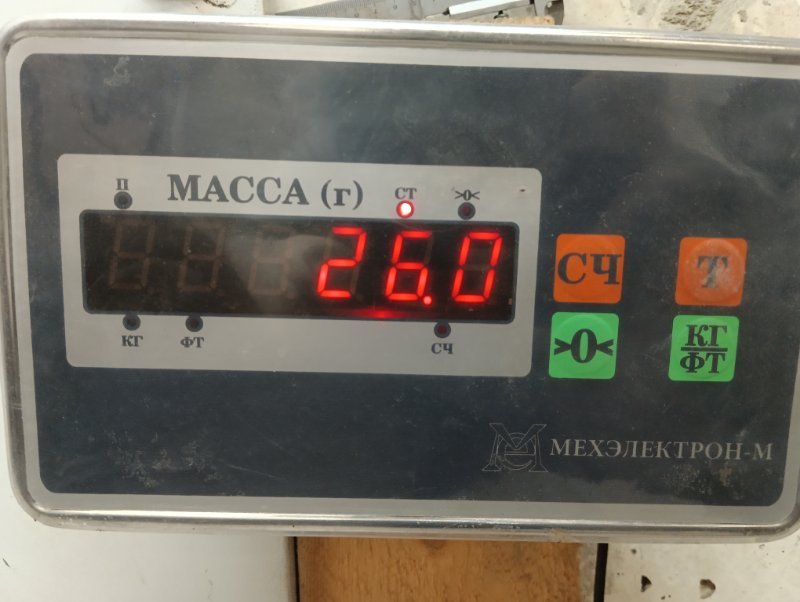 П МАССА (г) СТ >0<
26.0
КГ ФТ СЧ
СЧ Т
>0< КГ
ФТ
МЕХЭЛЕКТРОН-М